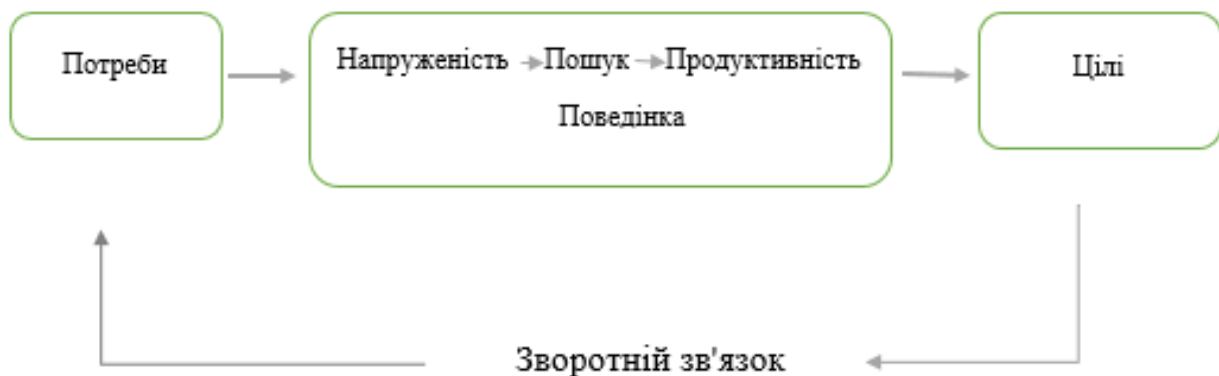 Потреби
Напруженість Пошук Продуктивність
Поведінка
Цілі
Зворотній зв'язок